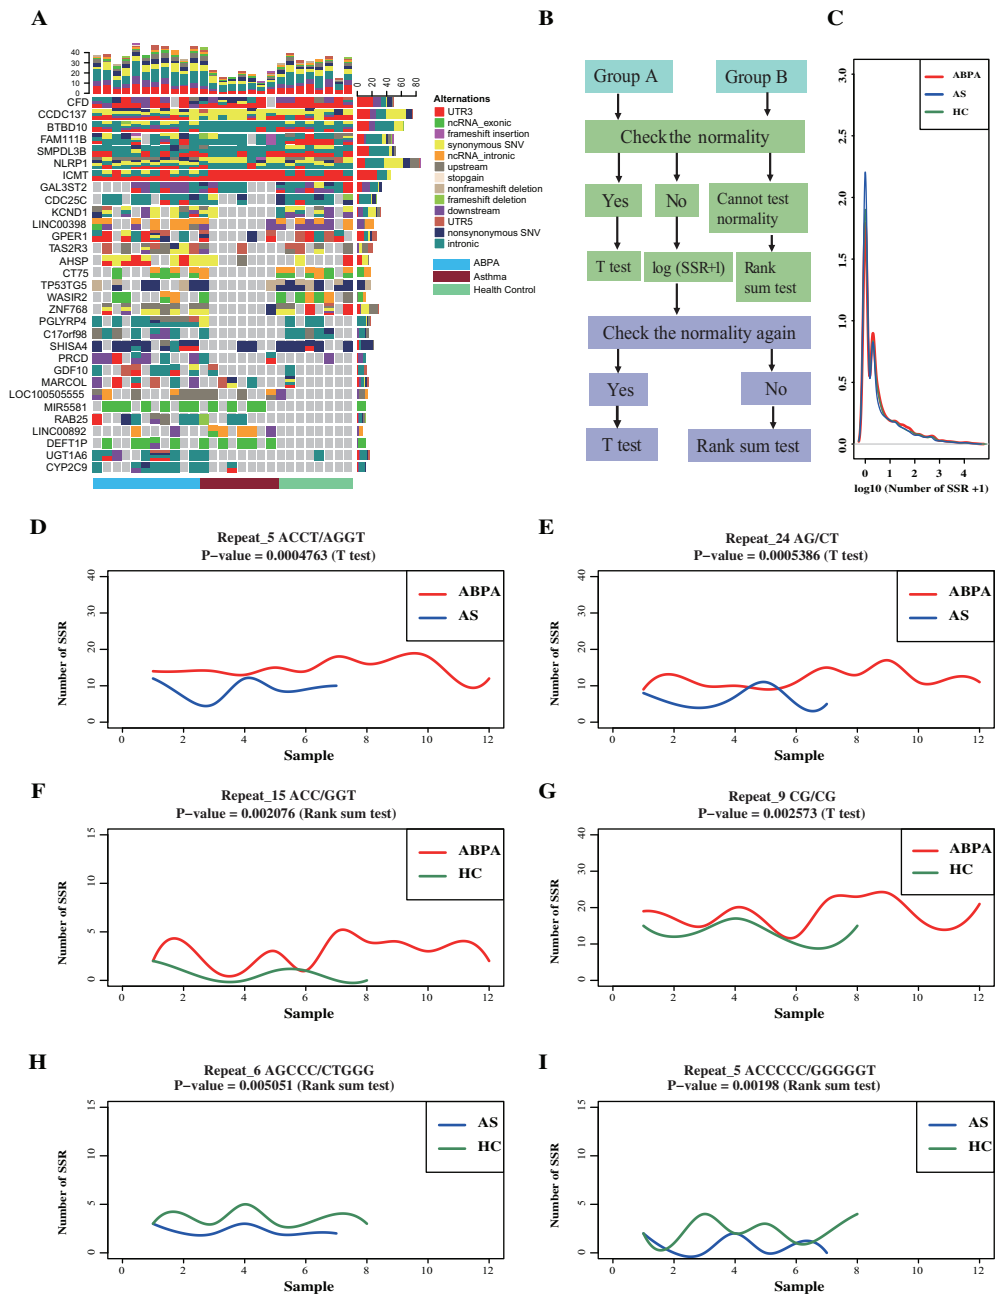 A
40
30
20
10
0
0
20
40
60
80
CFD
CCDC137
BTBD10
FAM111B
SMPDL3B
NLRP1
ICMT
GAL3ST2
CDC25C
KCND1
LINC00398
GPER1
TAS2R3
AHSP
CT75
TP53TG5
WASIR2
ZNF768
PGLYRP4
C17orf98
SHISA4
PRCD
GDF10
MARCOL
LOC100505555
MIR5581
RAB25
LINC00892
DEFT1P
UGT1A6
CYP2C9
Alternations
UTR3
ncRNA_exonic
frameshift insertion
synonymous SNV
ncRNA_intronic
upstream
stopgain
nonframeshift deletion
frameshift deletion
downstream
UTR5
nonsynonymous SNV
intronic
ABPA
Asthma
Health Control
B
Group A
Group B
Check the normality
Yes
No
Cannot test
normality
T test
log (SSR+1)
Rank
sum test
Check the normality again
Yes
No
T test
Rank sum test
C
3.0
2.5
2.0
1.5
1.0
0.5
0.0
ABPA
AS
HC
0 1 2 3 4
log10 (Number of SSR +1)
D
Repeat_5 ACCT/AGGT
P−value = 0.0004763 (T test)
Number of SSR
40
30
20
10
0
ABPA
AS
0 2 4 6 8 10 12
Sample
E
Repeat_24 AG/CT
P−value = 0.0005386 (T test)
Number of SSR
40
30
20
10
0
ABPA
AS
0 2 4 6 8 10 12
Sample
F
Repeat_15 ACC/GGT
P−value = 0.002076 (Rank sum test)
Number of SSR
15
10
5
0
ABPA
HC
0 2 4 6 8 10 12
Sample
G
Repeat_9 CG/CG
P−value = 0.002573 (T test)
Number of SSR
40
30
20
10
0
ABPA
HC
0 2 4 6 8 10 12
Sample
H
Repeat_6 AGCCC/CTGGG
P−value = 0.005051 (Rank sum test)
Number of SSR
15
10
5
0
AS
HC
0 2 4 6 8 10 12
Sample
I
Repeat_5 ACCCCC/GGGGGT
P−value = 0.00198 (Rank sum test)
Number of SSR
15
10
5
0
AS
HC
0 2 4 6 8 10 12
Sample